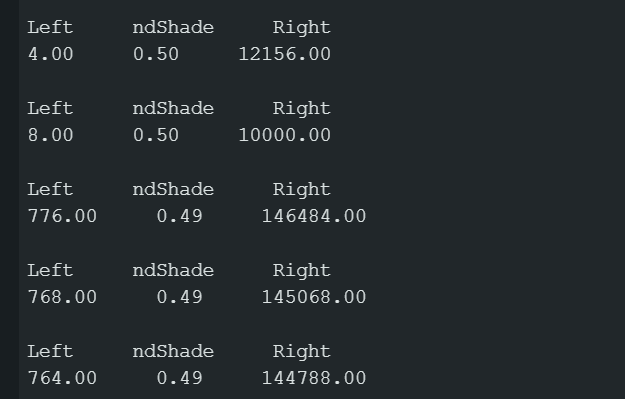 Left     ndShade     Right
4.00     0.50     12156.00
Left     ndShade     Right
8.00     0.50     10000.00
Left     ndShade     Right
776.00     0.49     146484.00
Left     ndShade     Right
768.00     0.49     145068.00
Left     ndShade     Right
764.00     0.49     144788.00